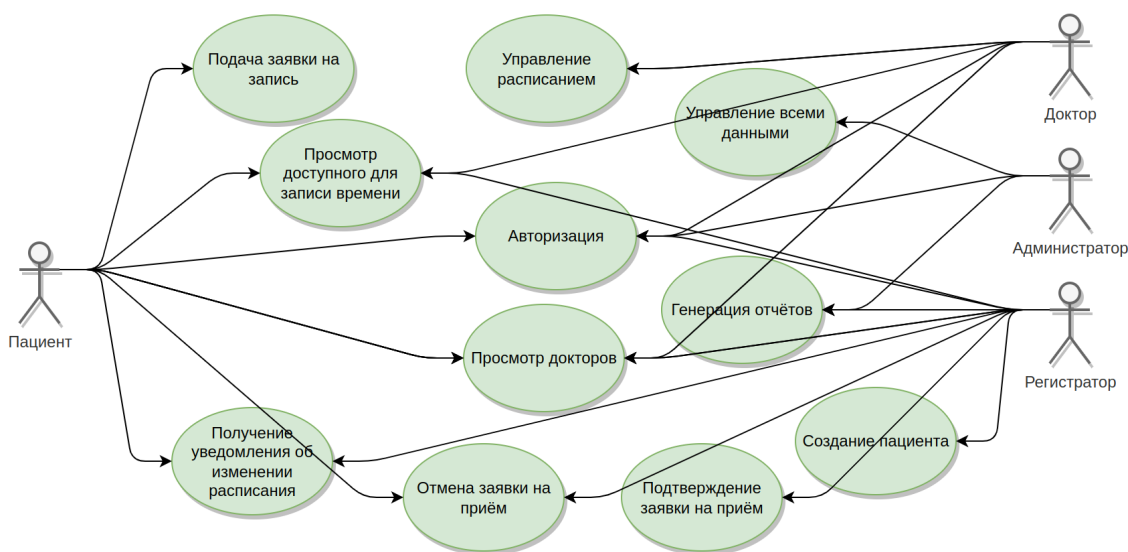 Подача заявки на
запись
Управление
расписанием
Доктор
Управление всеми
данными
Просмотр
доступного для
записи времени
Авторизация
Администратор
Пациент
Генерация отчётов
Просмотр докторов
Регистратор
Получение
уведомления об
изменении
расписания
Создание пациента
Отмена заявки на
приём
Подтверждение
заявки на приём